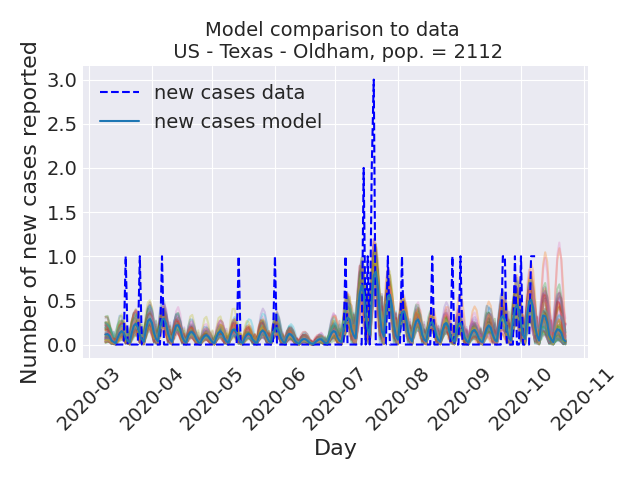 Model comparison to data
US - Texas - Oldham, pop. = 2112
Number of new cases reported
3.0
2.5
2.0
1.5
1.0
0.5
0.0
new cases data
new cases model
2020-03
2020-04
2020-05
2020-06
2020-07
2020-08
2020-09
2020-10
2020-11
Day